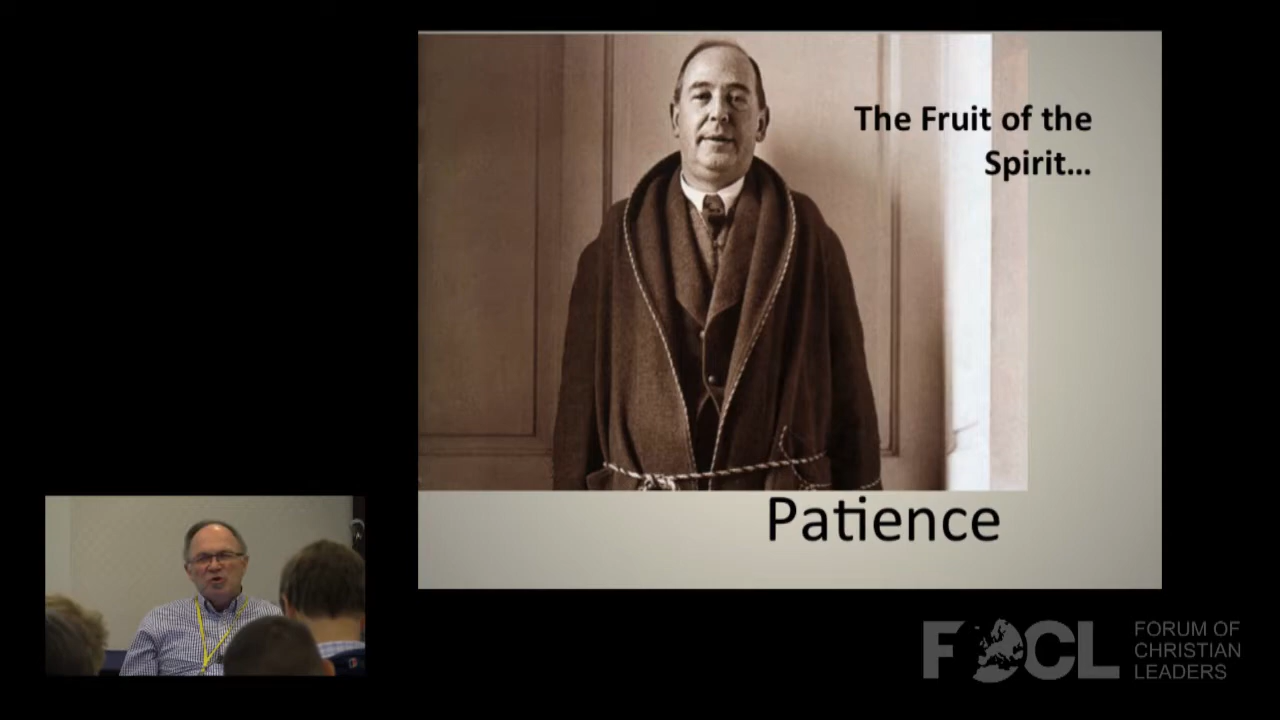 The Fruit of the
Spirit...
Patience
FOCL
FORUM OF
CHRISTIAN
LEADERS